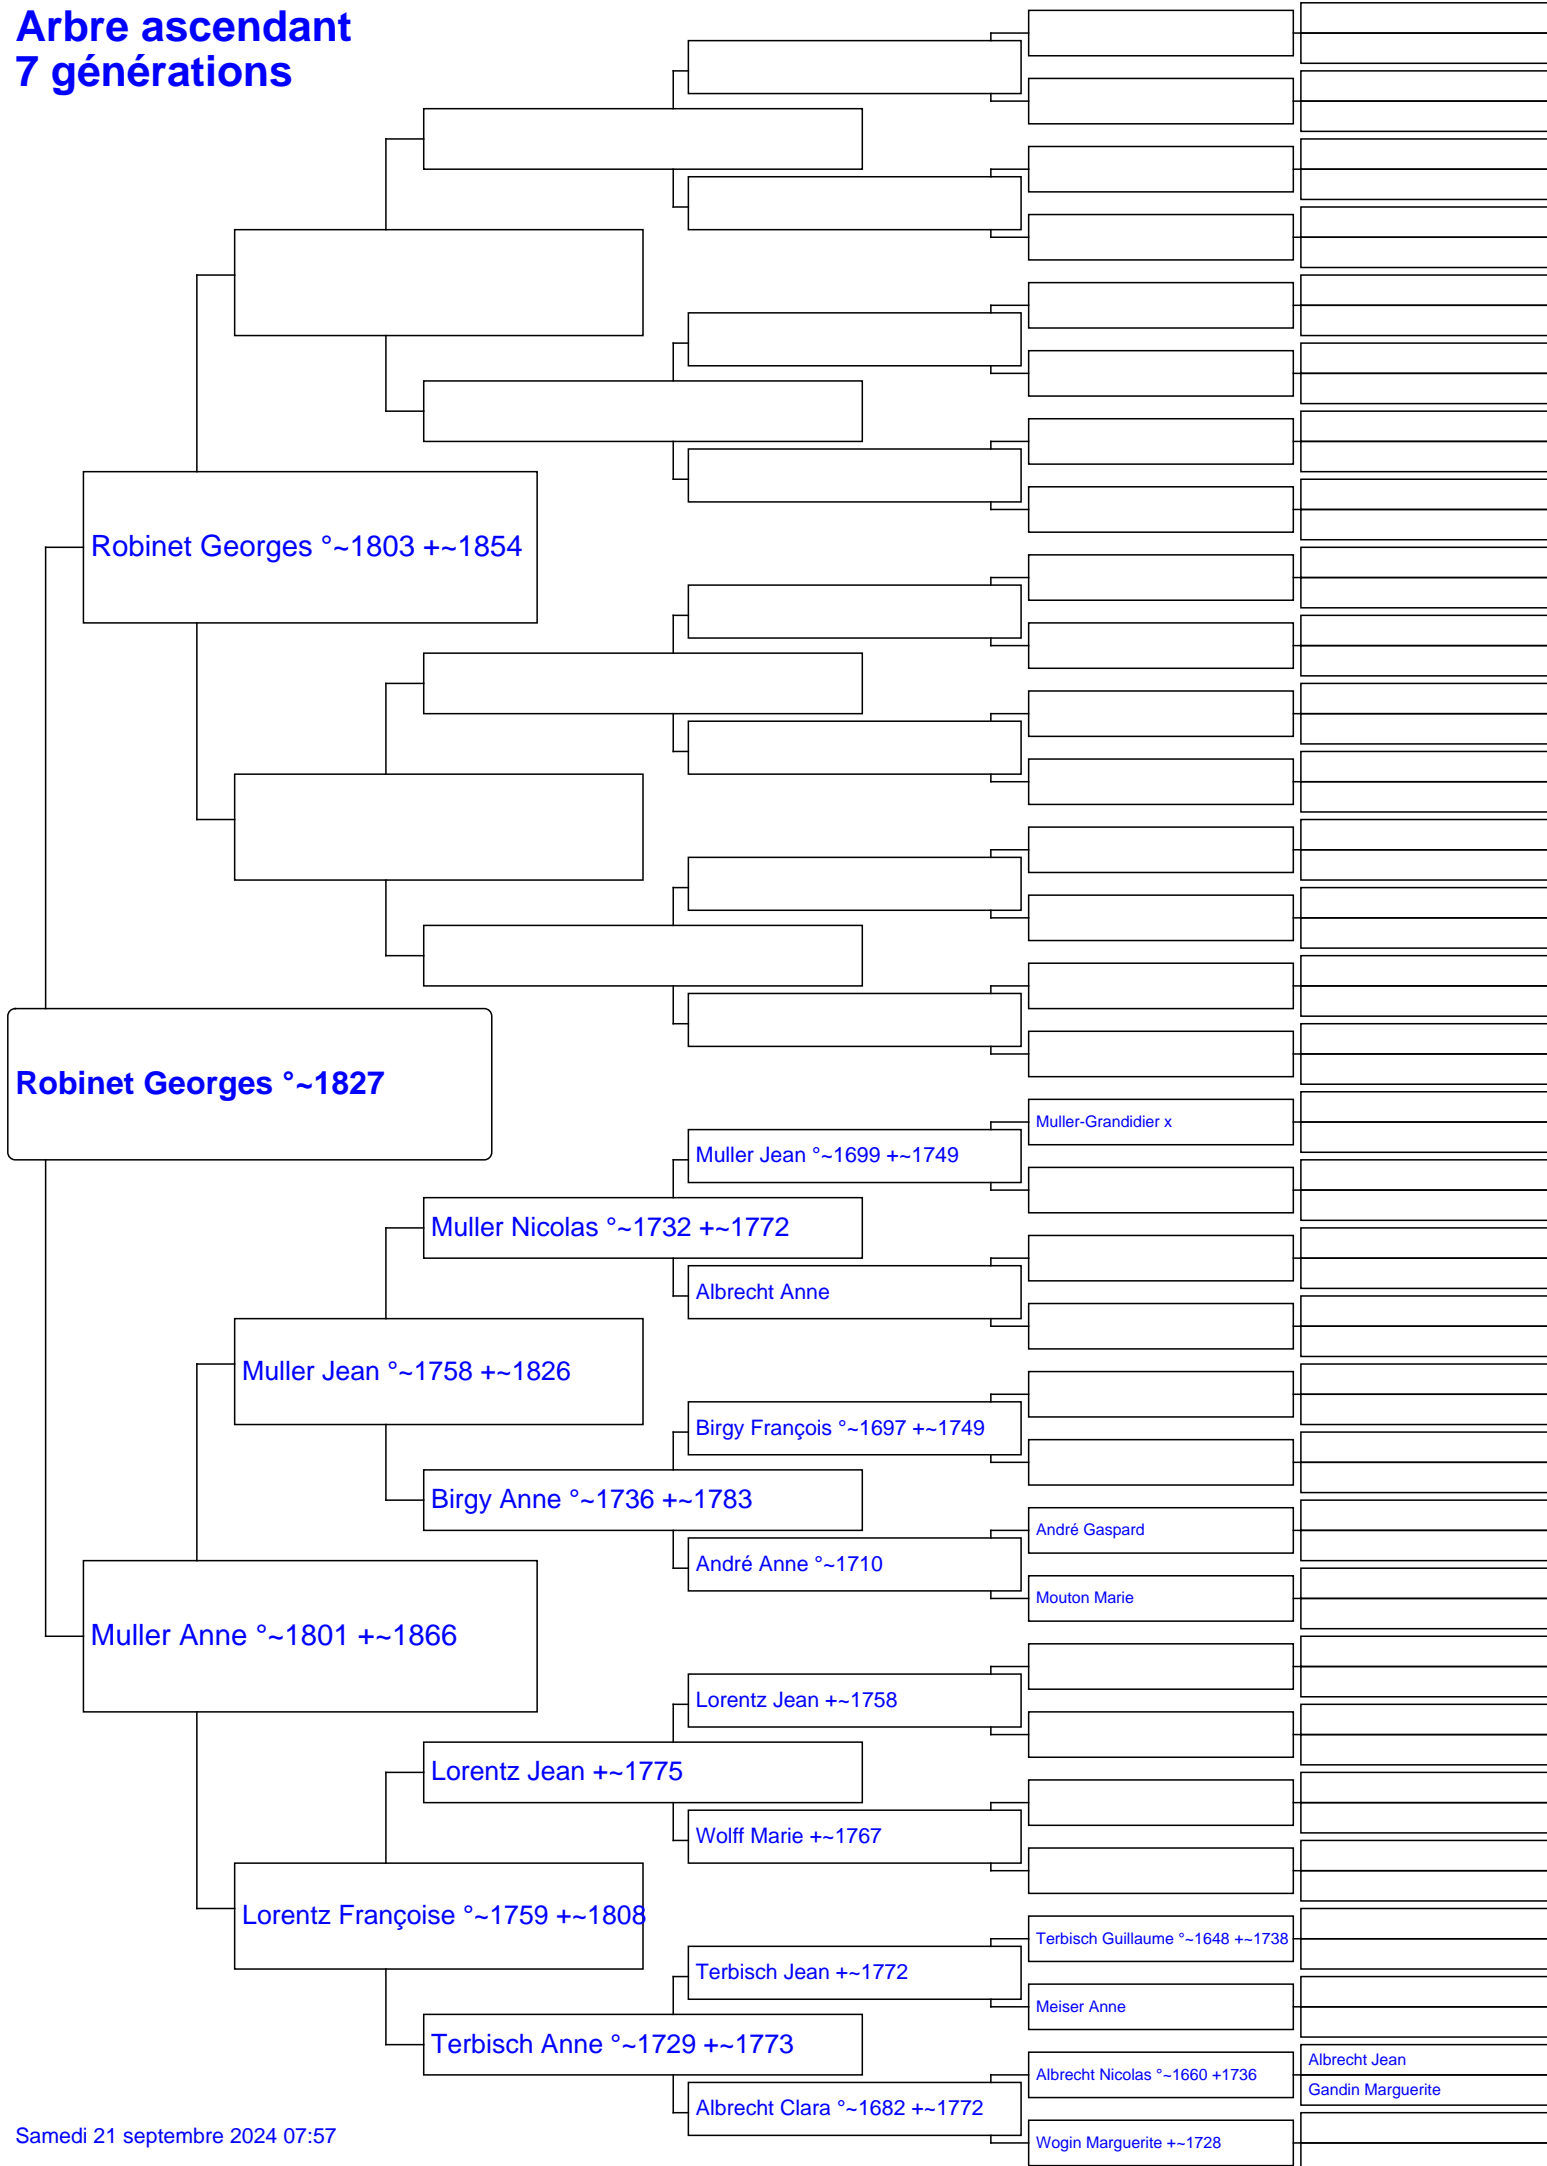 Arbre ascendant
7 générations
Robinet Georges °~1803 +~1854
Robinet Georges °~1827
Muller-Grandidier x
Muller Jean °~1699 +~1749
Muller Nicolas °~1732 +~1772
Albrecht Anne
Muller Jean °~1758 +~1826
Birgy François °~1697 +~1749
Birgy Anne °~1736 +~1783
André Gaspard
André Anne °~1710
Mouton Marie
Muller Anne °~1801 +~1866
Lorentz Jean +~1758
Lorentz Jean +~1775
Wolff Marie +~1767
Lorentz Françoise °~1759 +~1808
Terbisch Guillaume °~1648 +~1738
Terbisch Jean +~1772
Meiser Anne
Terbisch Anne °~1729 +~1773
Albrecht Jean
Albrecht Nicolas °~1660 +1736
Gandin Marguerite
Albrecht Clara °~1682 +~1772
Wogin Marguerite +~1728
Samedi 21 septembre 2024 07:57